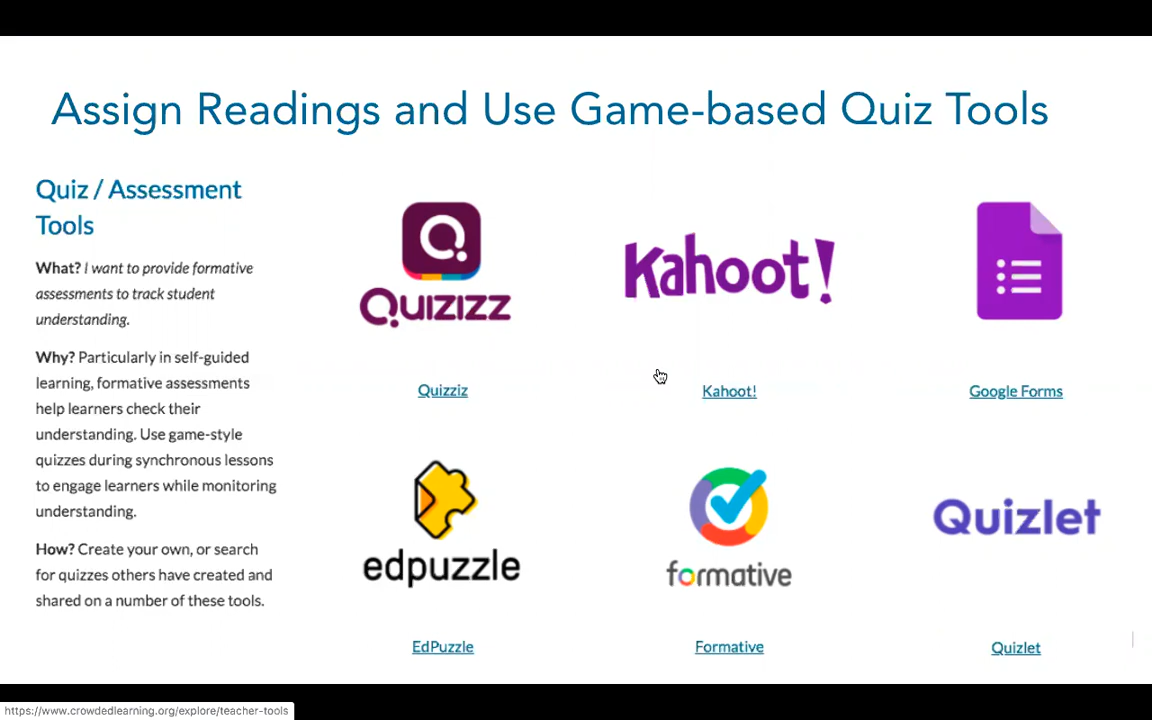 Assign Readings and Use Game-based Quiz Tools
Quiz / Assessment
Tools
What? I want to provide formative
assessments to track student
understanding.
Why? Particularly in self-guided
learning, formative assessments
help learners check their
understanding. Use game-style
quizzes during synchronous lessons
to engage learners while monitoring
understanding.
How? Create your own, or search
for quizzes others have created and
shared on a number of these tools.
Quizizz
Kahoot!
Quizziz
Kahoot!
Google Forms
edpuzzle
formative
Quizlet
EdPuzzle
Formative
Quizlet
https://www.crowdedlearning.org/explore/teacher-tools